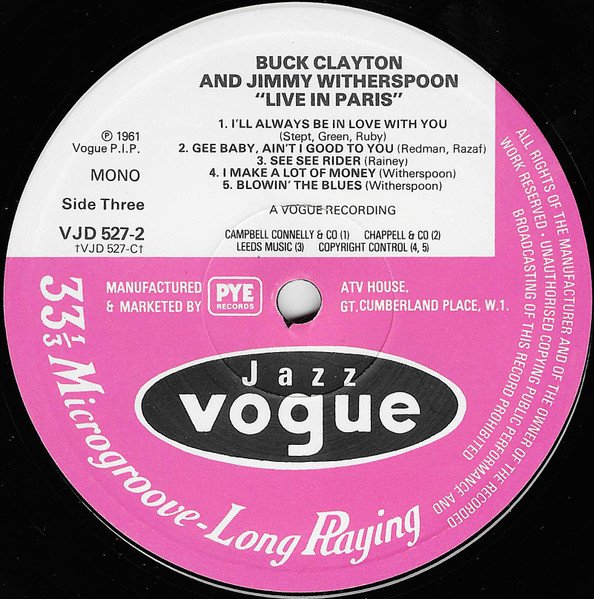 BUCK CLAYTON
AND JIMMY WITHERSPOON
“LIVE IN PARIS”
1. I’LL ALWAYS BE IN LOVE WITH YOU
(Stept, Green, Ruby)
2. GEE BABY, AIN’T I GOOD TO YOU (Redman, Razaf)
3. SEE SEE RIDER (Rainey)
4. I MAKE A LOT OF MONEY (Witherspoon)
5. BLOWIN’ THE BLUES (Witherspoon)
℗ 1961
Vogue P.I.P.
MONO
Side Three
VJD 527-2
†VJD 527-C†
A VOGUE RECORDING
CAMPBELL CONNELLY & CO (1) CHAPPELL & CO (2)
LEEDS MUSIC (3) COPYRIGHT CONTROL (4, 5)
MANUFACTURED
& MARKETED BY
PYE
RECORDS
ATV HOUSE,
GT. CUMBERLAND PLACE, W.1.
Jazz
vogue
33 1/3 Microgroove-Long Playing
ALL RIGHTS OF THE MANUFACTURER AND OF THE OWNER OF THE RECORDED
WORK RESERVED • UNAUTHORISED COPYING PUBLIC PERFORMANCE AND
BROADCASTING OF THIS RECORD PROHIBITED